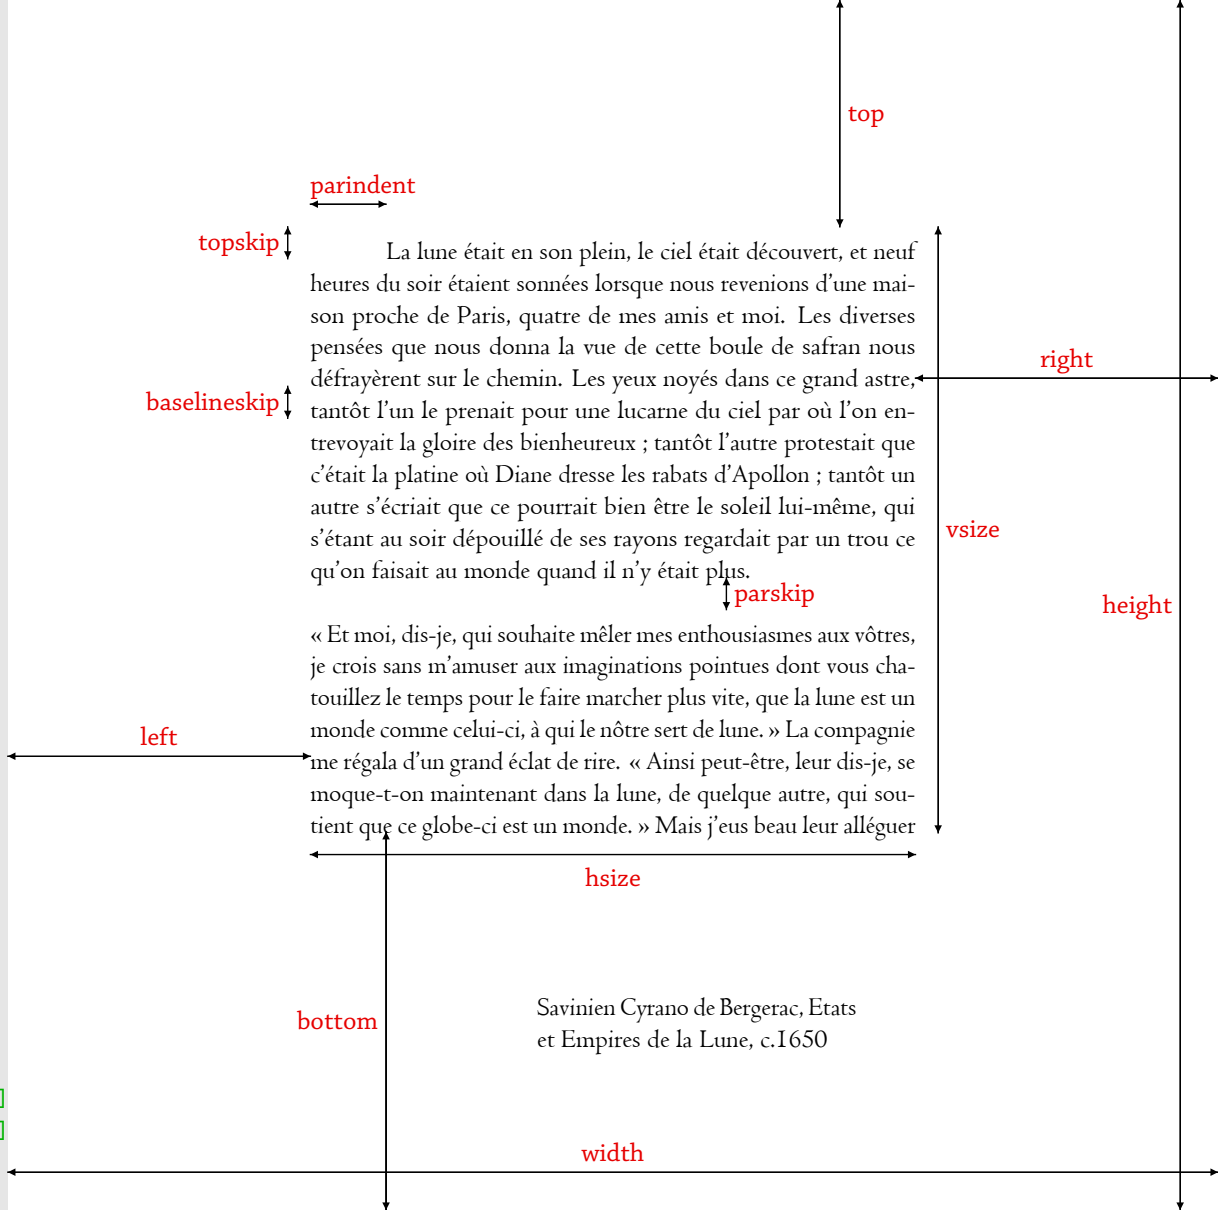 top
parindent
topskip
La lune était en son plein, le ciel était découvert, et neuf
heures du soir étaient sonnées lorsque nous revenions d’une mai-
son proche de Paris, quatre de mes amis et moi. Les diverses
pensées que nous donna la vue de cette boule de safran nous
right
défrayèrent sur le chemin. Les yeux noyés dans ce grand astre,
baselineskip
tantôt l’un le prenait pour une lucarne du ciel par où l’on en-
trevoyait la gloire des bienheureux ; tantôt l’autre protestait que
c’était la platine où Diane dresse les rabats d’Apollon ; tantôt un
autre s’écriait que ce pourrait bien être le soleil lui-même, qui
vsize
s’étant au soir dépouillé de ses rayons regardait par un trou ce
qu’on faisait au monde quand il n’y était plus.
parskip
height
« Et moi, dis-je, qui souhaite mêler mes enthousiasmes aux vôtres,
je crois sans m’amuser aux imaginations pointues dont vous cha-
touillez le temps pour le faire marcher plus vite, que la lune est un
monde comme celui-ci, à qui le nôtre sert de lune. » La compagnie
left
me régala d’un grand éclat de rire. « Ainsi peut-être, leur dis-je, se
moque-t-on maintenant dans la lune, de quelque autre, qui sou-
tient que ce globe-ci est un monde. » Mais j’eus beau leur alléguer
hsize
Savinien Cyrano de Bergerac, Etats
bottom
et Empires de la Lune, c.1650
width